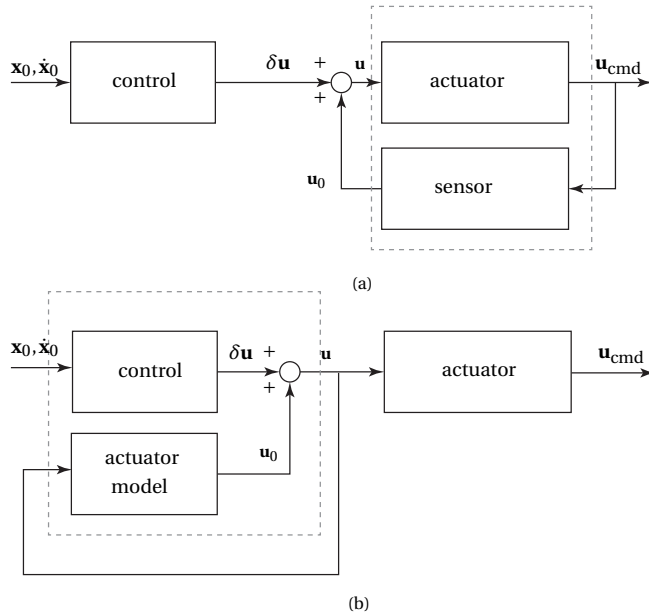 𝐱₀, ẋ₀
control
δ𝐮
+
+
𝐮
actuator
𝐮cmd
𝐮₀
sensor
(a)
𝐱₀, ẋ₀
control
δ𝐮
+
+
𝐮
actuator
𝐮cmd
actuator
model
𝐮₀
(b)